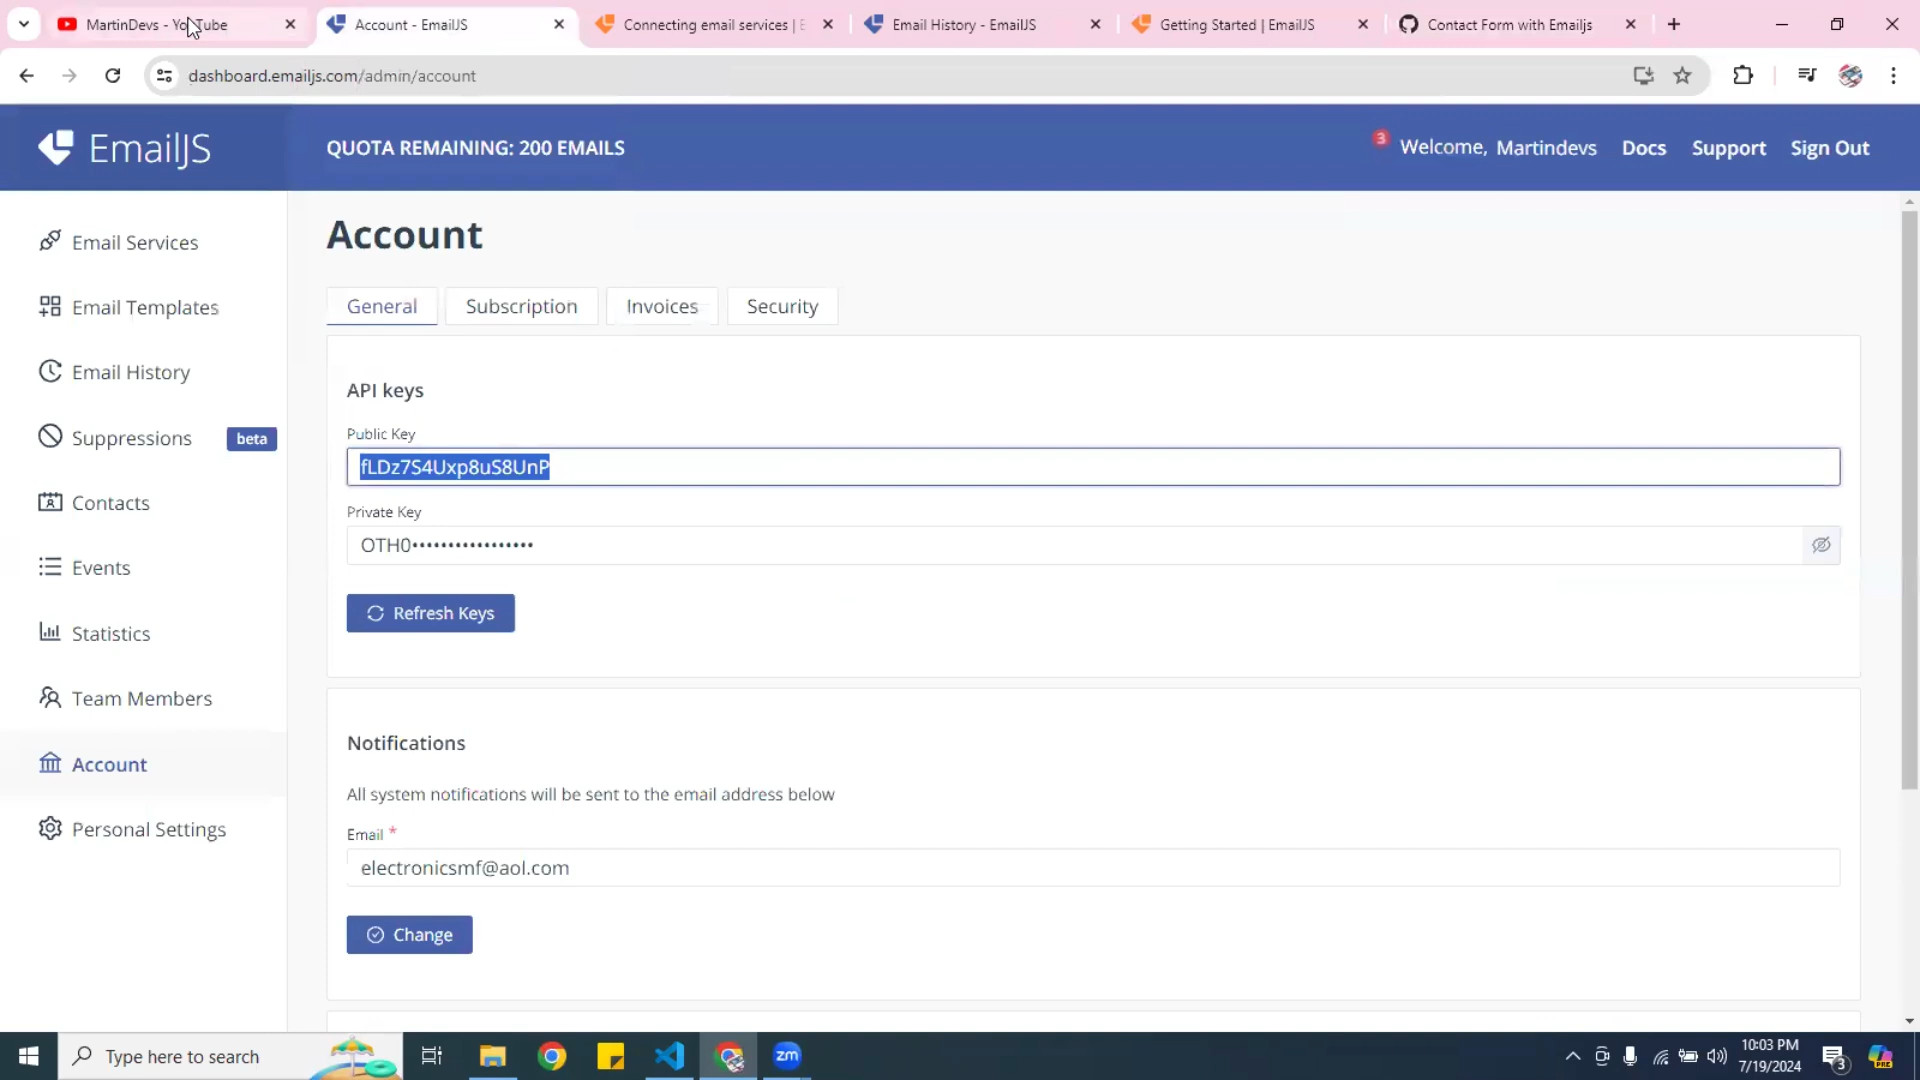 MartinDevs - YouTube
Account - EmailJS
Connecting email services | E
Email History - EmailJS
Getting Started | EmailJS
Contact Form with Emailjs
dashboard.emailjs.com/admin/account
EmailJS
QUOTA REMAINING: 200 EMAILS
3
Welcome, Martindevs
Docs
Support
Sign Out
Email Services
Email Templates
Email History
Suppressions
beta
Contacts
Events
Statistics
Team Members
Account
Personal Settings
Account
General
Subscription
Invoices
Security
API keys
Public Key
fLDz7S4Uxp8uS8UnP
Private Key
OTH0•••••••••••••••••
Refresh Keys
Notifications
All system notifications will be sent to the email address below
Email *
electronicsmf@aol.com
Change
Type here to search
zm
10:03 PM
7/19/2024
3
PRE